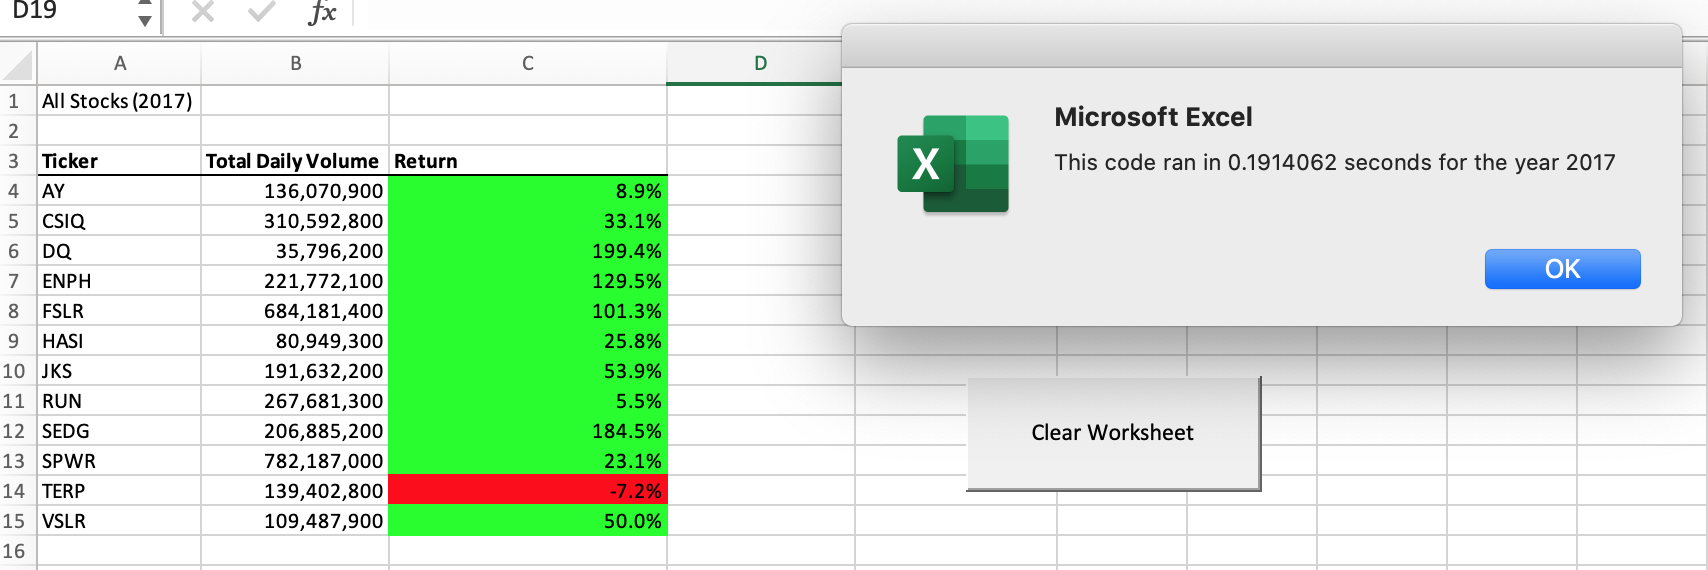 D19 fx
A B C D
1 All Stocks (2017)
2
3 Ticker Total Daily Volume Return
4 AY 136,070,900 8.9%
5 CSIQ 310,592,800 33.1%
6 DQ 35,796,200 199.4%
7 ENPH 221,772,100 129.5%
8 FSLR 684,181,400 101.3%
9 HASI 80,949,300 25.8%
10 JKS 191,632,200 53.9%
11 RUN 267,681,300 5.5%
12 SEDG 206,885,200 184.5%
13 SPWR 782,187,000 23.1%
14 TERP 139,402,800 -7.2%
15 VSLR 109,487,900 50.0%
16
X
Microsoft Excel
This code ran in 0.1914062 seconds for the year 2017
OK
Clear Worksheet